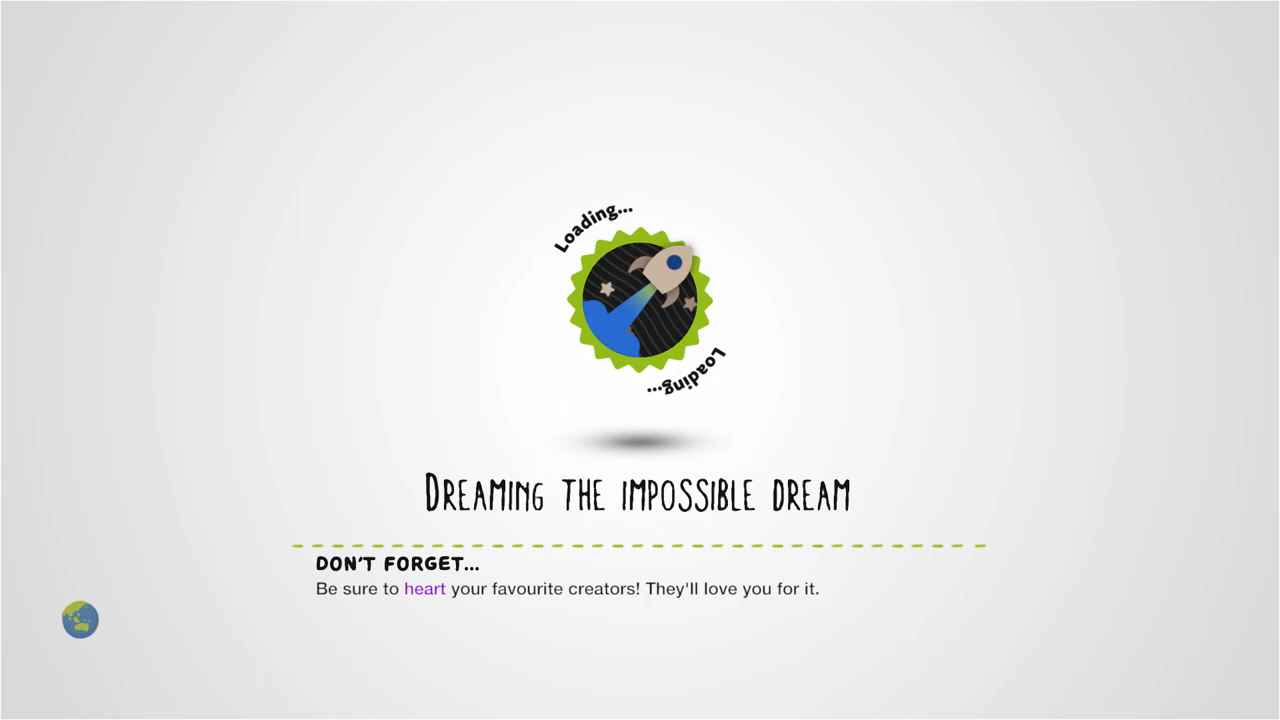 Loading...
Loading...
Dreaming the impossible dream
DON'T FORGET...
Be sure to heart your favourite creators! They'll love you for it.